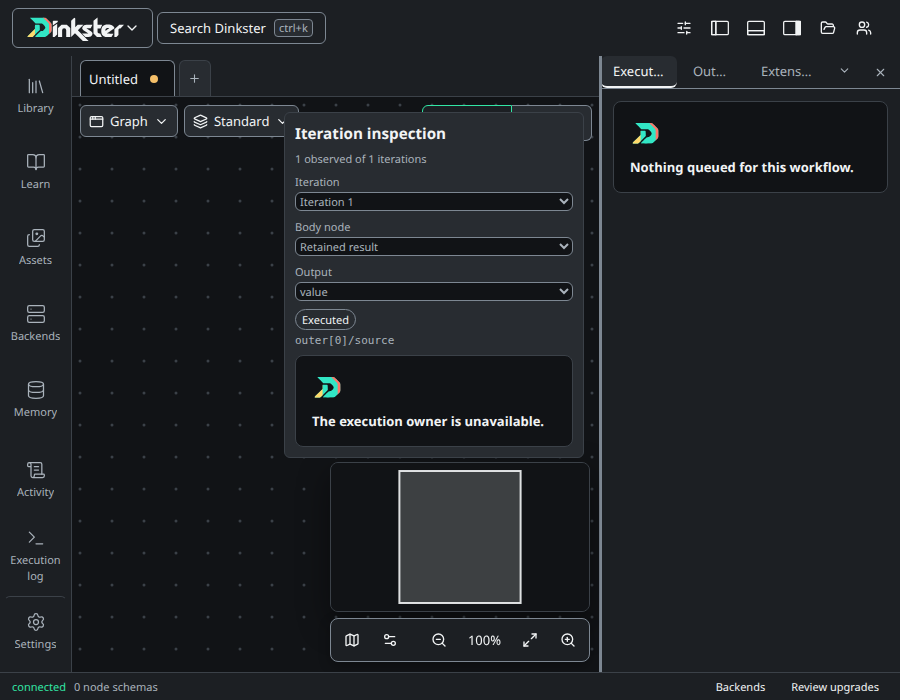 Dinkster
Search Dinkster ctrl+k
Untitled
+
Execut...
Out...
Extens...
Library
Learn
Assets
Backends
Memory
Activity
Execution
log
Settings
Graph
Standard
Iteration inspection
1 observed of 1 iterations
Iteration
Iteration 1
Body node
Retained result
Output
value
Executed
outer[0]/source
The execution owner is unavailable.
100%
Nothing queued for this workflow.
connected 0 node schemas
Backends
Review upgrades